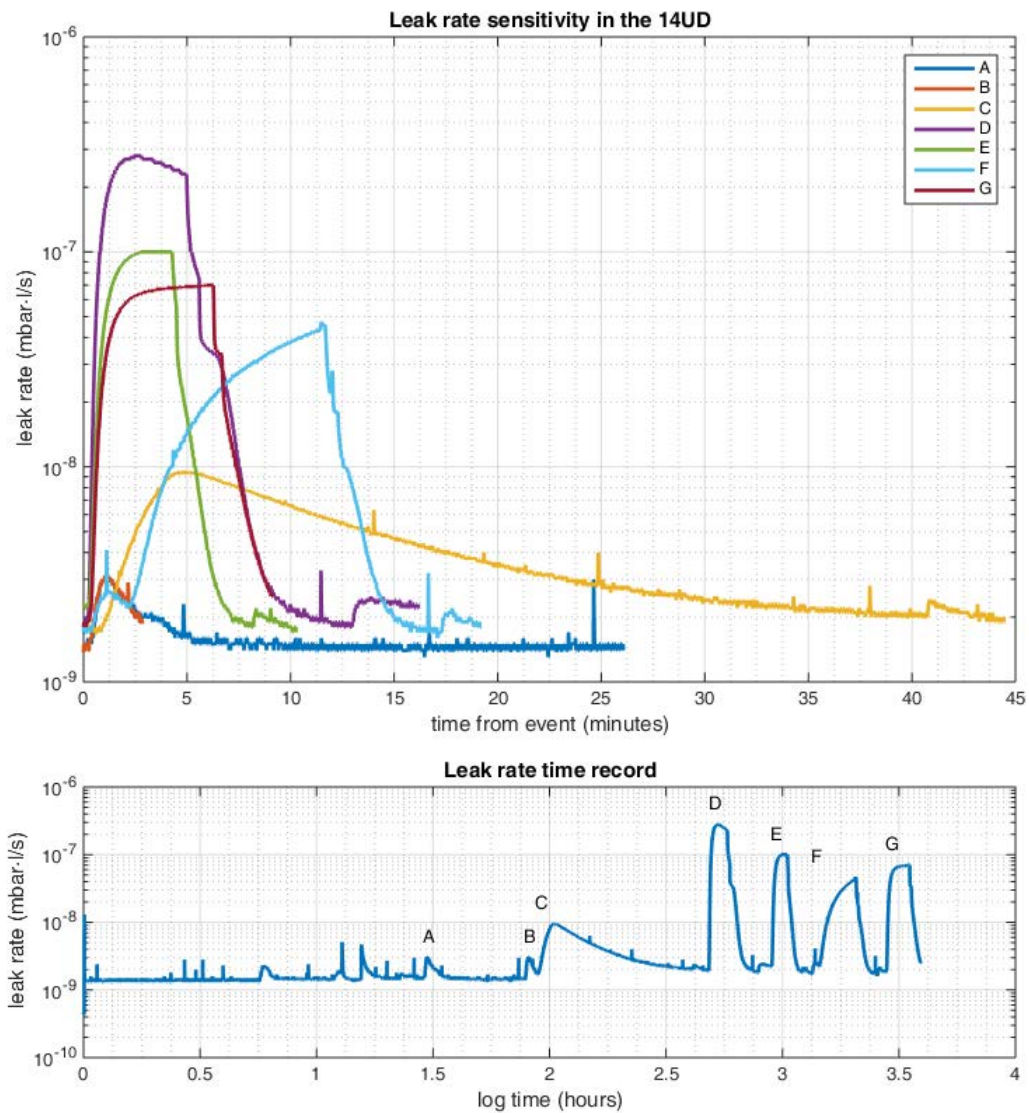 Leak rate sensitivity in the 14UD
10^-6
10^-7
10^-8
10^-9
leak rate (mbar·l/s)
A
B
C
D
E
F
G
0 5 10 15 20 25 30 35 40 45
time from event (minutes)
Leak rate time record
10^-6
10^-7
10^-8
10^-9
10^-10
leak rate (mbar·l/s)
A
B
C
D
E
F
G
0 0.5 1 1.5 2 2.5 3 3.5 4
log time (hours)